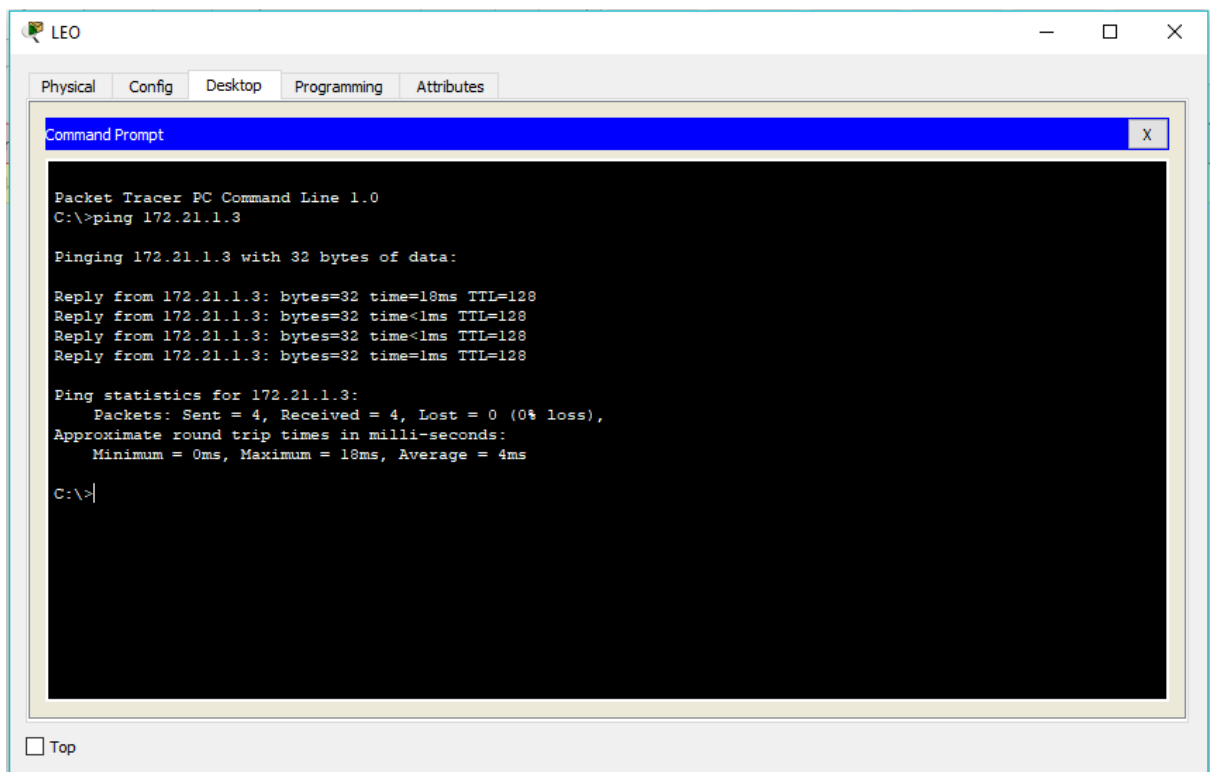 LEO
Physical Config Desktop Programming Attributes
Command Prompt X
Packet Tracer PC Command Line 1.0
C:\>ping 172.21.1.3
Pinging 172.21.1.3 with 32 bytes of data:
Reply from 172.21.1.3: bytes=32 time=18ms TTL=128
Reply from 172.21.1.3: bytes=32 time<1ms TTL=128
Reply from 172.21.1.3: bytes=32 time<1ms TTL=128
Reply from 172.21.1.3: bytes=32 time=1ms TTL=128
Ping statistics for 172.21.1.3:
Packets: Sent = 4, Received = 4, Lost = 0 (0% loss),
Approximate round trip times in milli-seconds:
Minimum = 0ms, Maximum = 18ms, Average = 4ms
C:\>
Top